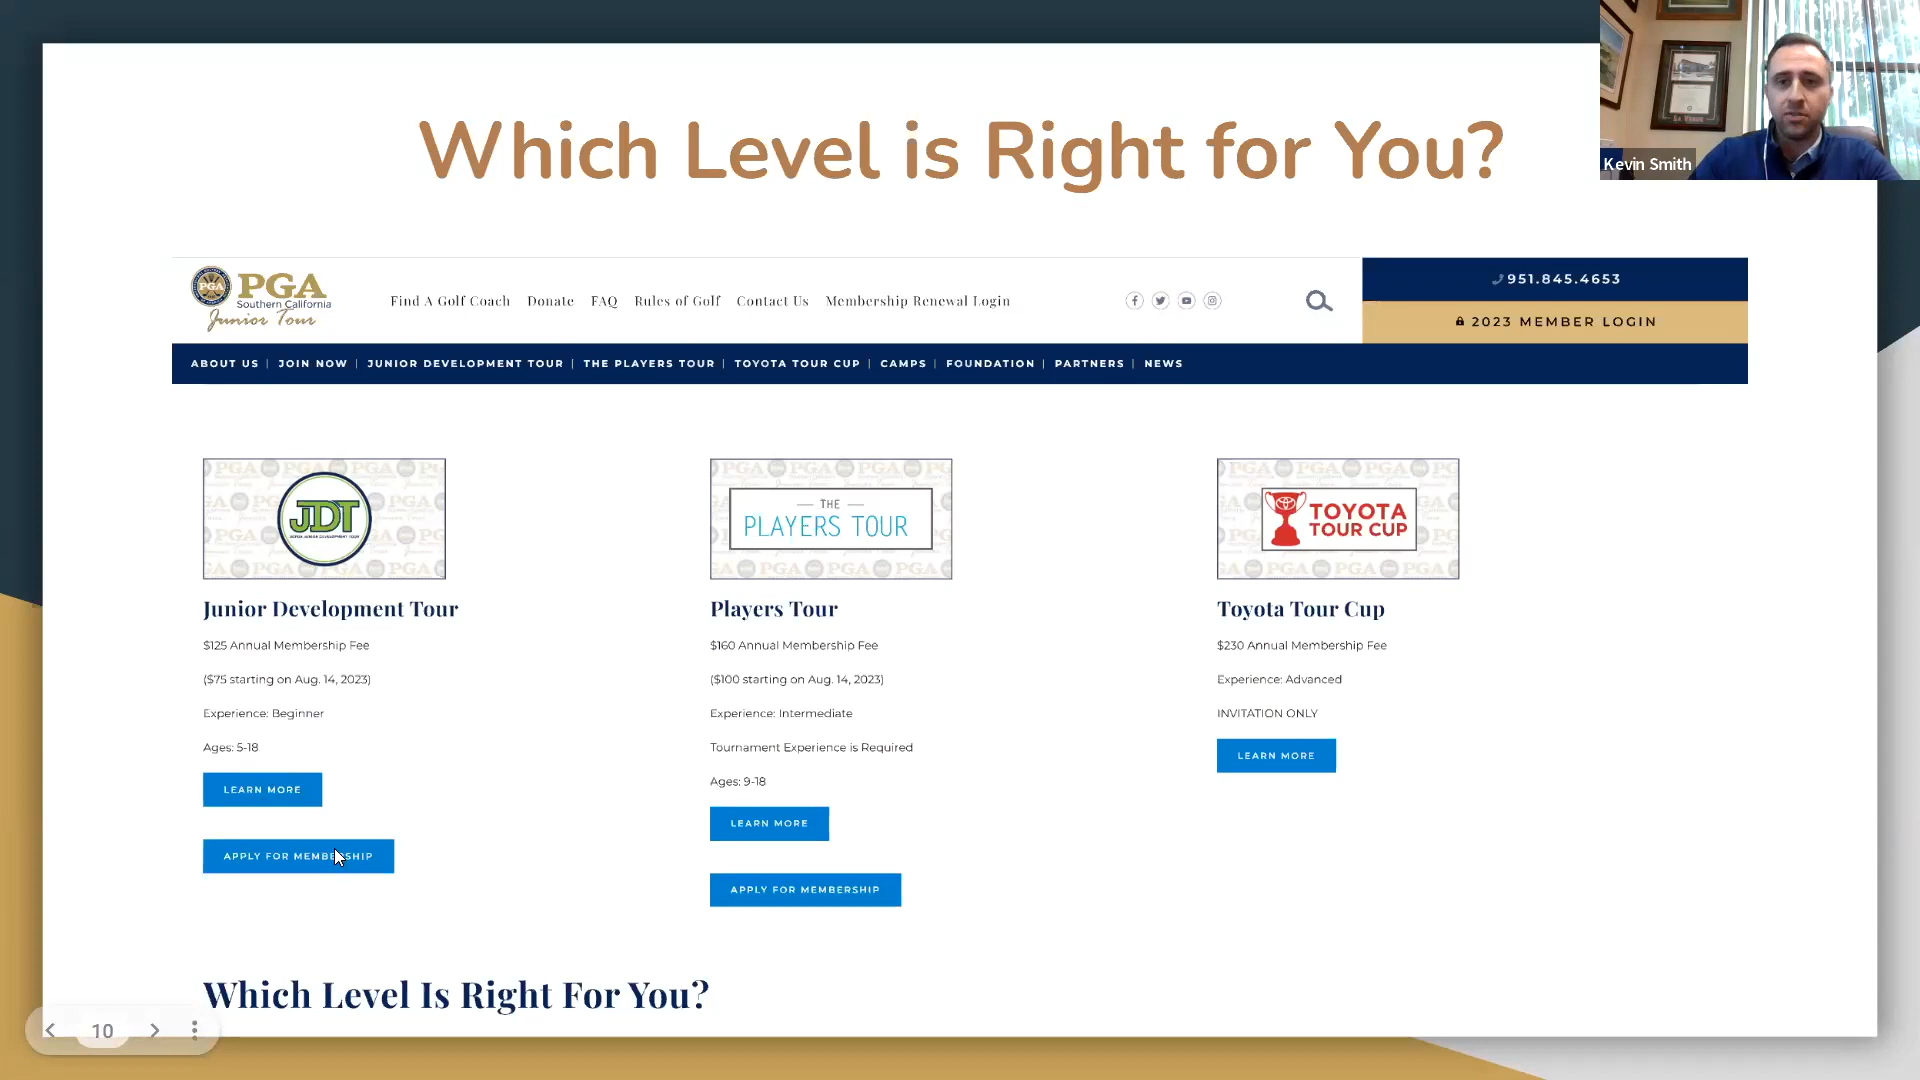 Which Level is Right for You?
Kevin Smith
PGA
PGA
Southern California
Junior Tour
Find A Golf Coach Donate FAQ Rules of Golf Contact Us Membership Renewal Login
951.845.4653
2023 MEMBER LOGIN
ABOUT US | JOIN NOW | JUNIOR DEVELOPMENT TOUR | THE PLAYERS TOUR | TOYOTA TOUR CUP | CAMPS | FOUNDATION | PARTNERS | NEWS
JDT
SCPGA JUNIOR DEVELOPMENT TOUR
THE
PLAYERS TOUR
TOYOTA
TOUR CUP
Junior Development Tour
$125 Annual Membership Fee
($75 starting on Aug. 14, 2023)
Experience: Beginner
Ages: 5-18
LEARN MORE
APPLY FOR MEMBERSHIP
Players Tour
$160 Annual Membership Fee
($100 starting on Aug. 14, 2023)
Experience: Intermediate
Tournament Experience is Required
Ages: 9-18
LEARN MORE
APPLY FOR MEMBERSHIP
Toyota Tour Cup
$230 Annual Membership Fee
Experience: Advanced
INVITATION ONLY
LEARN MORE
Which Level Is Right For You?
10